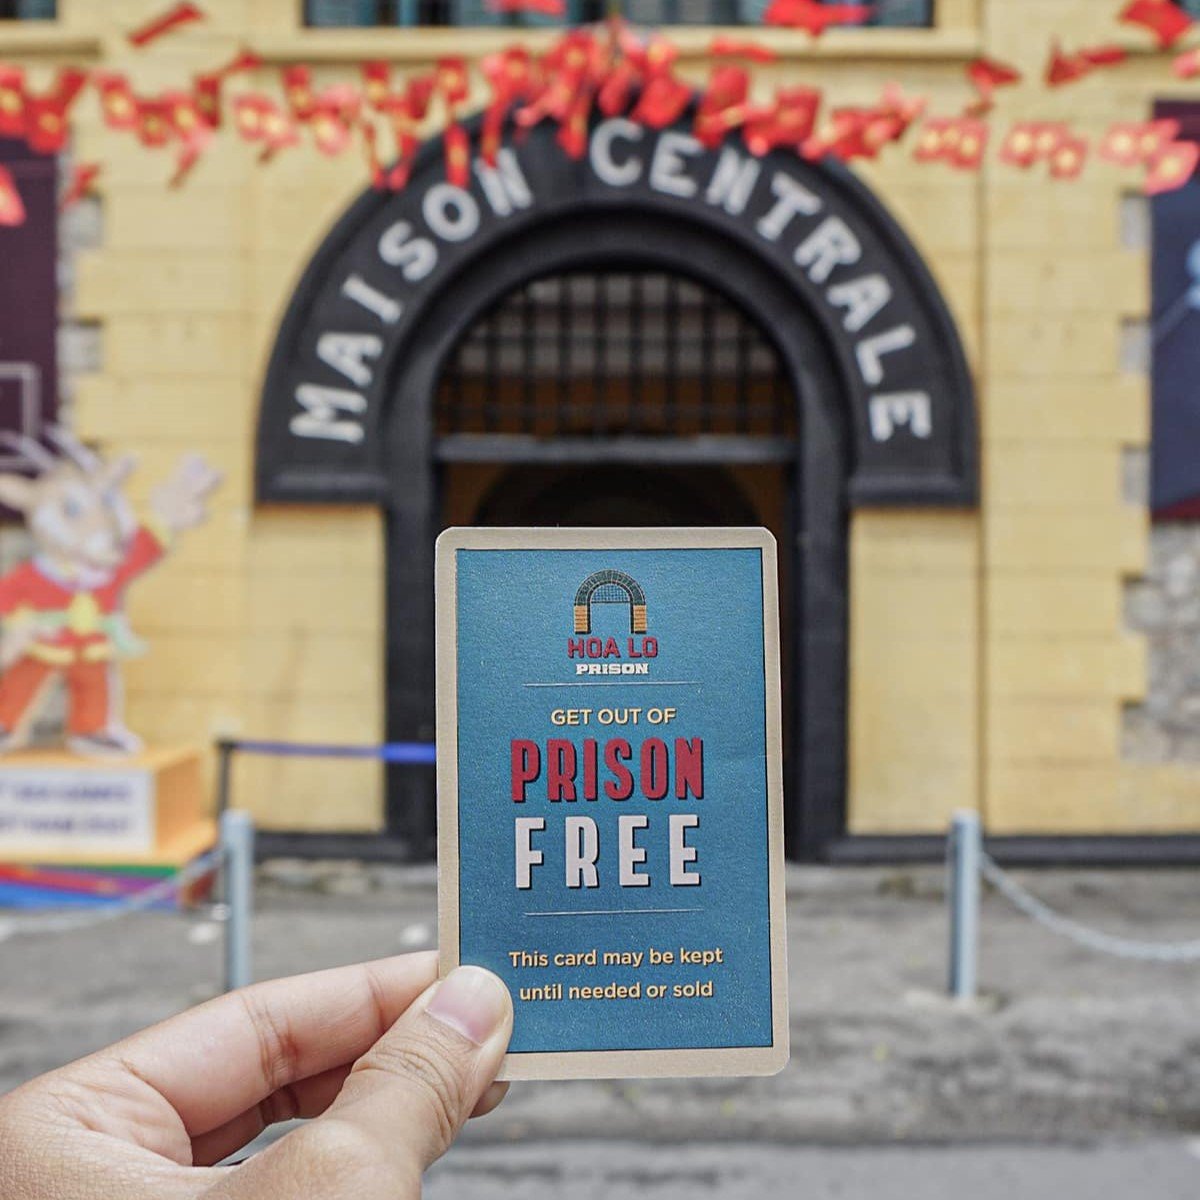 MAISON CENTRALE
HOA LO
PRISON
GET OUT OF
PRISON
FREE
This card may be kept
until needed or sold